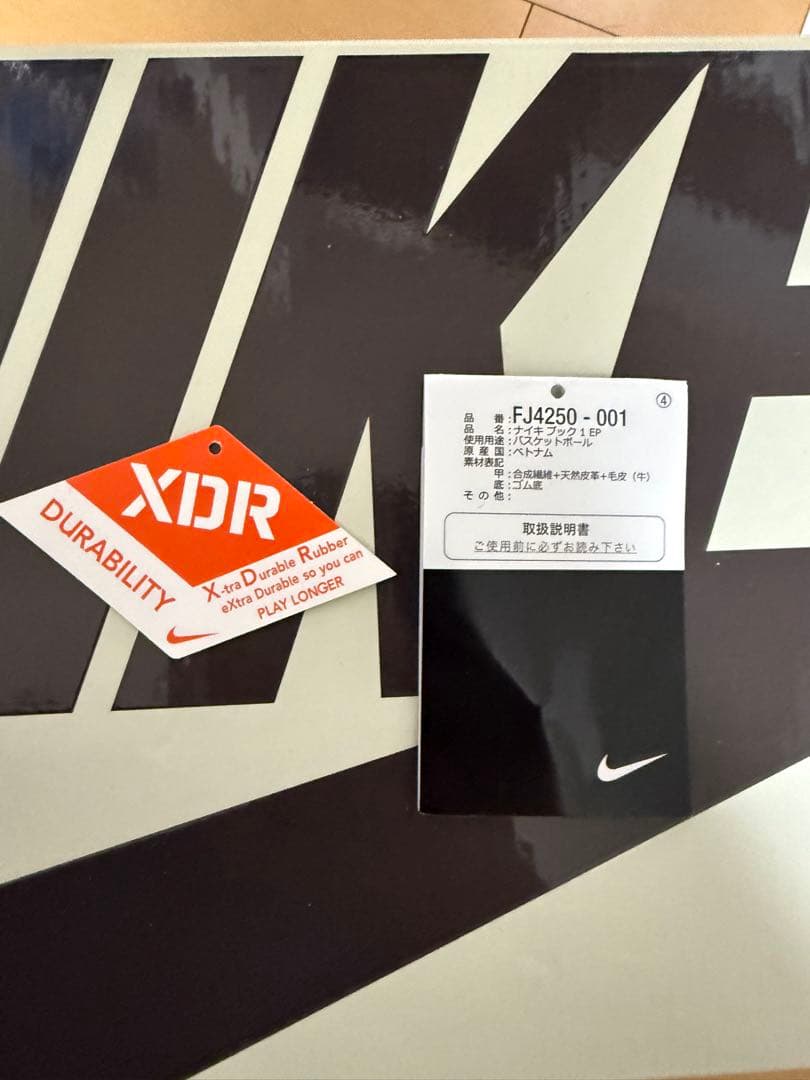 NIKE
XDR
DURABILITY
X-tra Durable Rubber
eXtra Durable so you can
PLAY LONGER
④
品番:FJ4250 - 001
品名:ナイキ ブック 1 EP
使用用途:バスケットボール
原産国:ベトナム
素材表記
甲:合成繊維+天然皮革+毛皮(牛)
底:ゴム底
その他:
取扱説明書
ご使用前に必ずお読み下さい